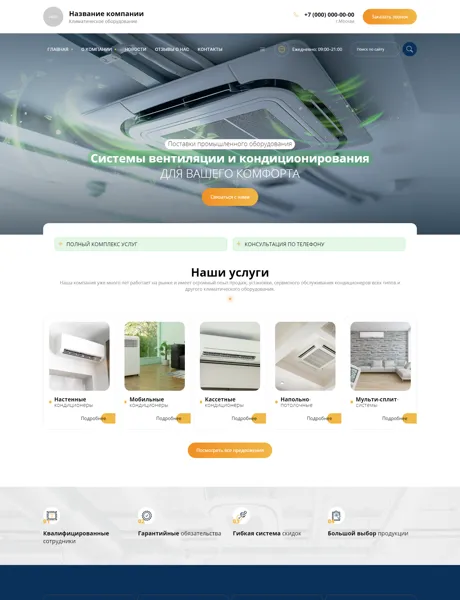 Название компании
Климатическое оборудование
+7 (000) 000-00-00
г.Москва
Заказать звонок
ГЛАВНАЯ
О КОМПАНИИ
НОВОСТИ
ОТЗЫВЫ О НАС
КОНТАКТЫ
Ежедневно: 09:00–21:00
Поиск по сайту
Поставки промышленного оборудования
Системы вентиляции и кондиционирования
ДЛЯ ВАШЕГО КОМФОРТА
Связаться с нами
ПОЛНЫЙ КОМПЛЕКС УСЛУГ
КОНСУЛЬТАЦИЯ ПО ТЕЛЕФОНУ
Наши услуги
Наша компания уже много лет работает на рынке и имеет огромный опыт продаж, установки, сервисного обслуживания кондиционеров всех типов и
другого климатического оборудования.
Настенные
кондиционеры
Подробнее
Мобильные
кондиционеры
Подробнее
Кассетные
кондиционеры
Подробнее
Напольно-
потолочные
Подробнее
Мульти-сплит-
системы
Подробнее
Посмотреть все предложения
Квалифицированные
сотрудники
Гарантийные обязательства
Гибкая система скидок
Большой выбор продукции